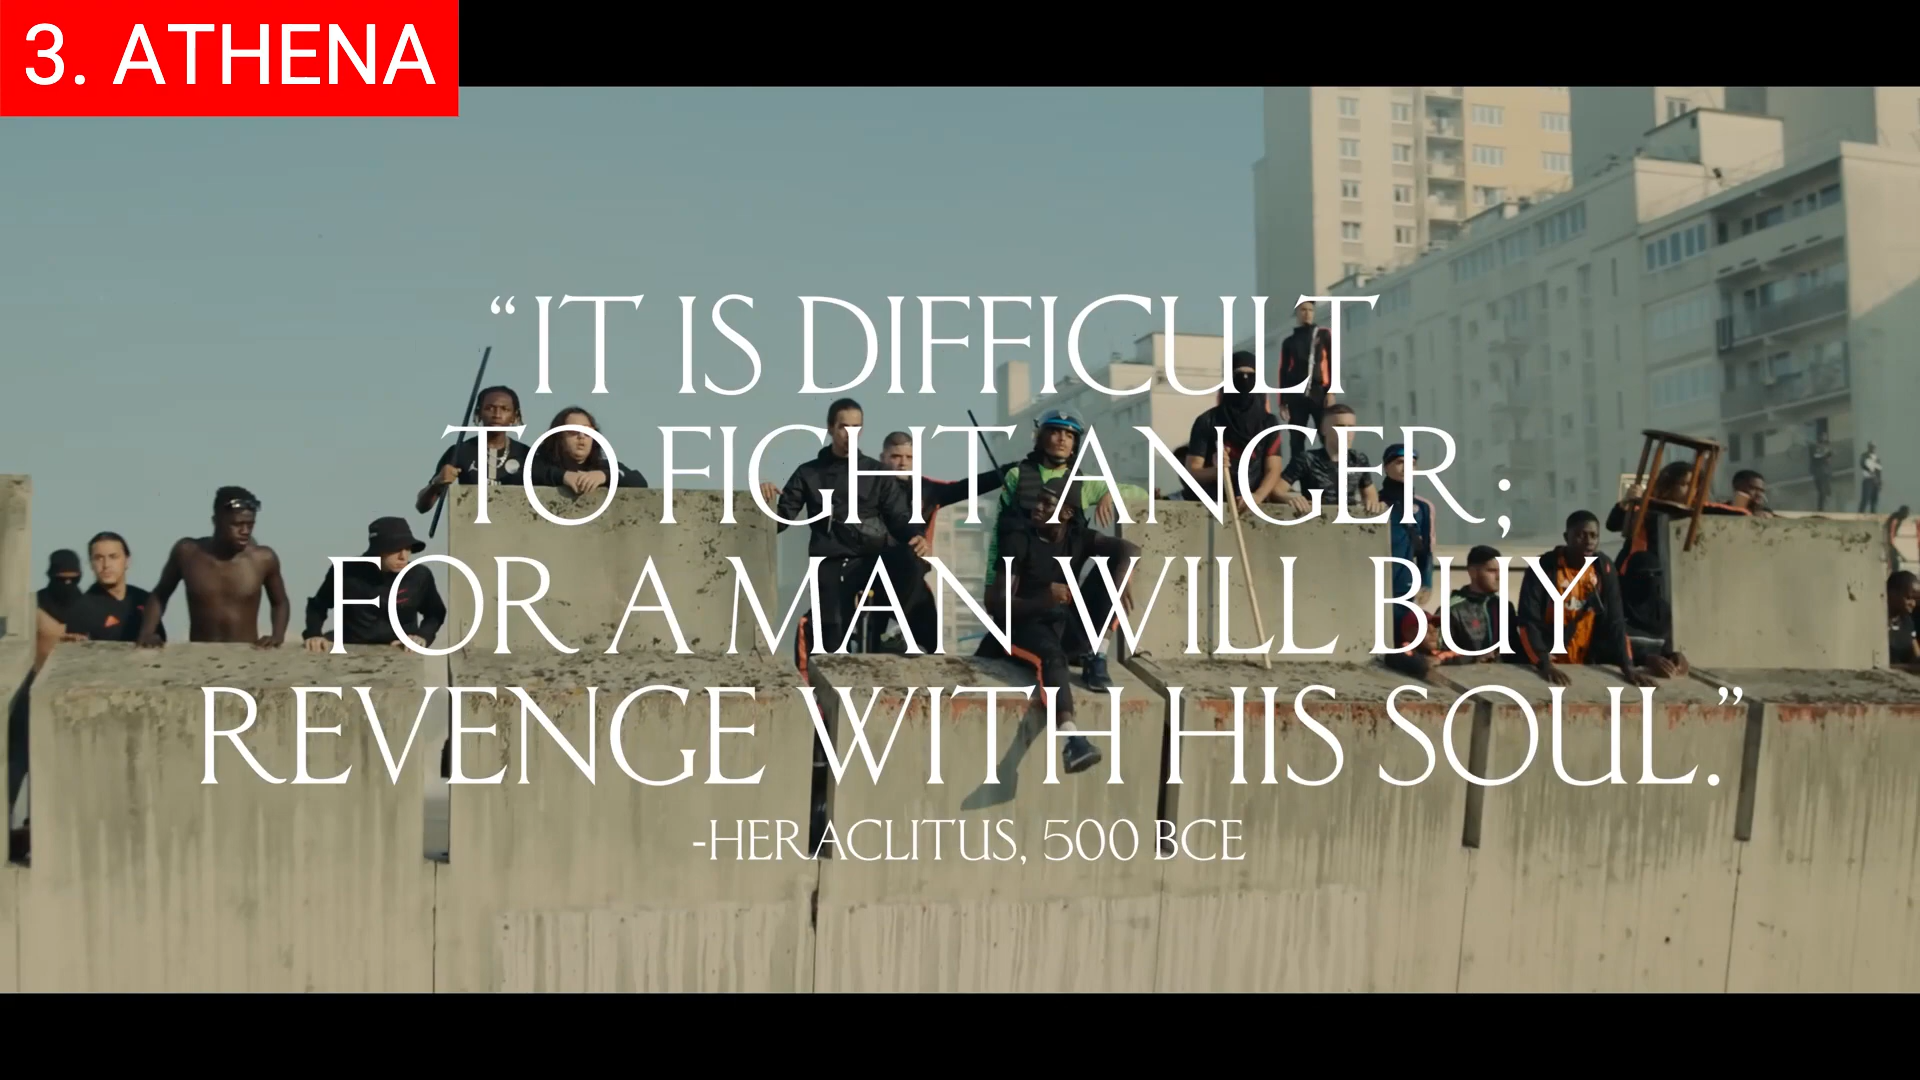 3. ATHENA
“IT IS DIFFICULT
TO FIGHT ANGER;
FOR A MAN WILL BUY
REVENGE WITH HIS SOUL.”
-HERACLITUS, 500 BCE